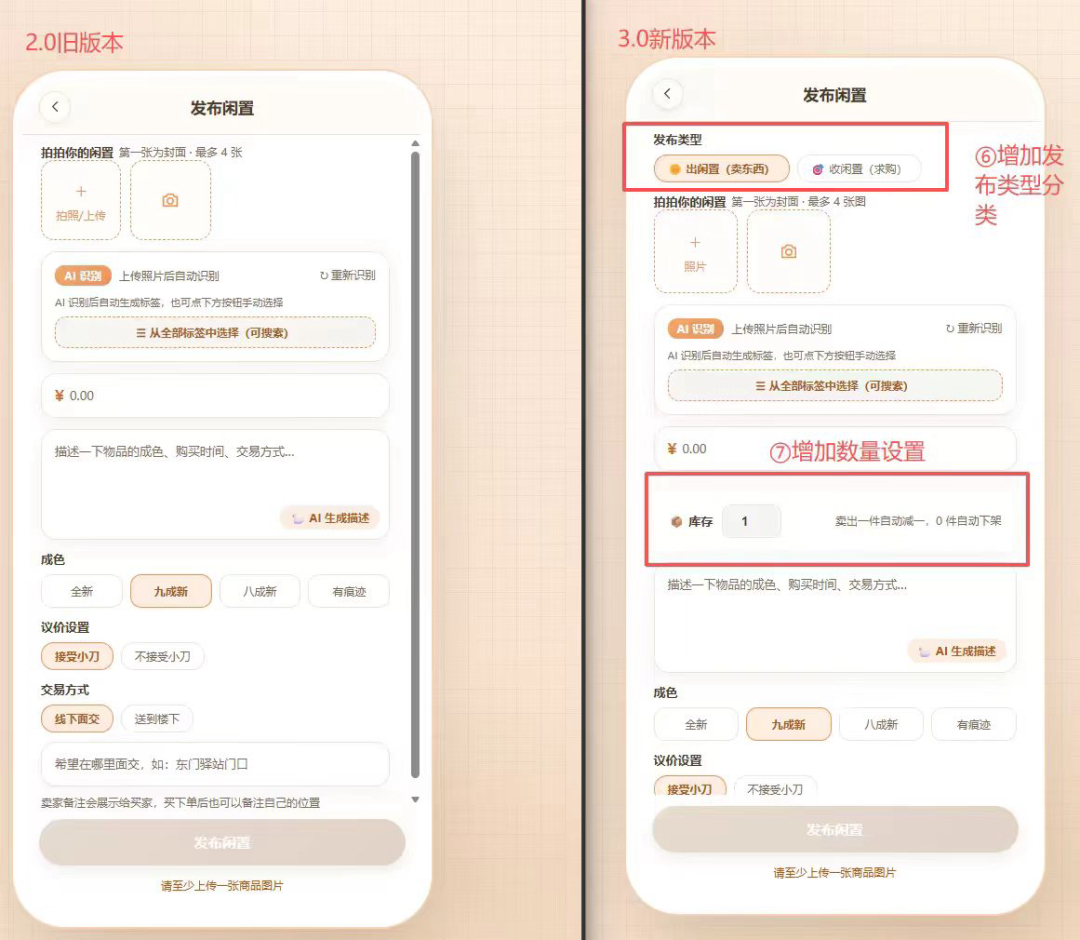 2.0旧版本
发布闲置
拍拍你的闲置 第一张为封面 · 最多 4 张
+
拍照/上传
AI 识别 上传照片后自动识别 ↻ 重新识别
AI 识别后自动生成标签，也可点下方按钮手动选择
☰ 从全部标签中选择（可搜索）
¥ 0.00
描述一下物品的成色、购买时间、交易方式...
AI 生成描述
成色
全新 九成新 八成新 有痕迹
议价设置
接受小刀 不接受小刀
交易方式
线下面交 送到楼下
希望在哪里面交，如：东门驿站门口
卖家备注会展示给买家，买下单后也可以备注自己的位置
发布闲置
请至少上传一张商品图片
3.0新版本
发布闲置
发布类型
出闲置（卖东西） 收闲置（求购）
⑥增加发
布类型分
类
拍拍你的闲置 第一张为封面 · 最多 4 张图
+
照片
AI 识别 上传照片后自动识别 ↻ 重新识别
AI 识别后自动生成标签，也可点下方按钮手动选择
☰ 从全部标签中选择（可搜索）
¥ 0.00
⑦增加数量设置
库存 1 卖出一件自动减一，0 件自动下架
描述一下物品的成色、购买时间、交易方式...
AI 生成描述
成色
全新 九成新 八成新 有痕迹
议价设置
接受小刀 不接受小刀
发布闲置
请至少上传一张商品图片